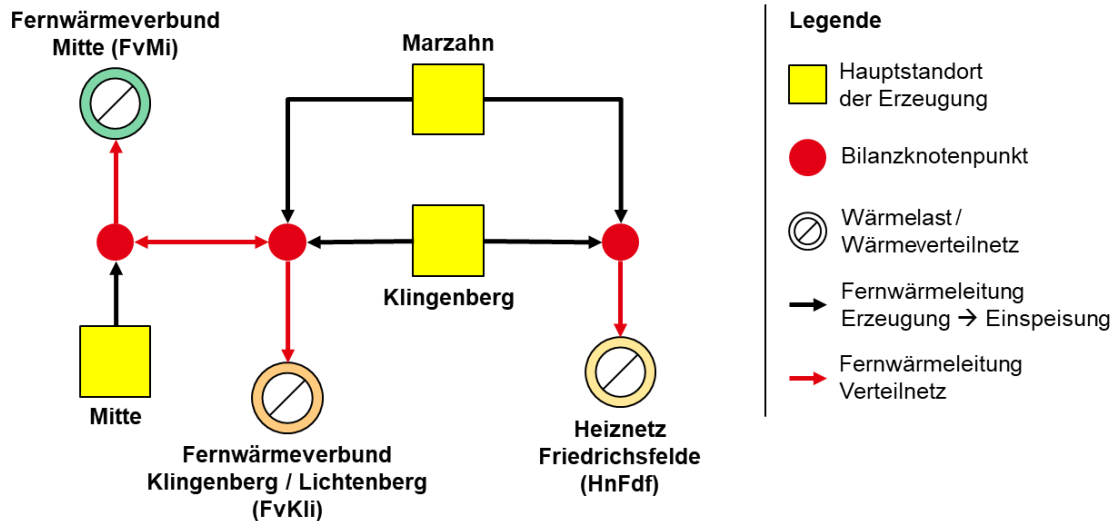 Fernwärmeverbund
Mitte (FvMi)
Marzahn
Klingenberg
Mitte
Fernwärmeverbund
Klingenberg / Lichtenberg
(FvKli)
Heiznetz
Friedrichsfelde
(HnFdf)
Legende
Hauptstandort
der Erzeugung
Bilanzknotenpunkt
Wärmelast /
Wärmeverteilnetz
Fernwärmeleitung
Erzeugung → Einspeisung
Fernwärmeleitung
Verteilnetz